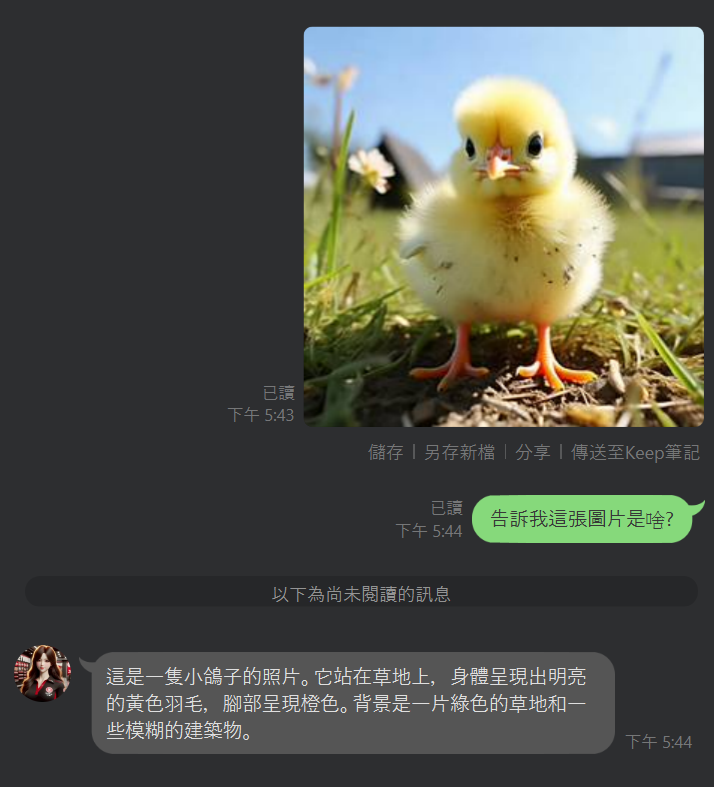 已讀
下午 5:43
儲存 | 另存新檔 | 分享 | 傳送至Keep筆記
已讀
下午 5:44
告訴我這張圖片是啥?
以下為尚未閱讀的訊息
這是一隻小鴿子的照片。它站在草地上，身體呈現出明亮
的黃色羽毛，腳部呈現橙色。背景是一片綠色的草地和一
些模糊的建築物。
下午 5:44